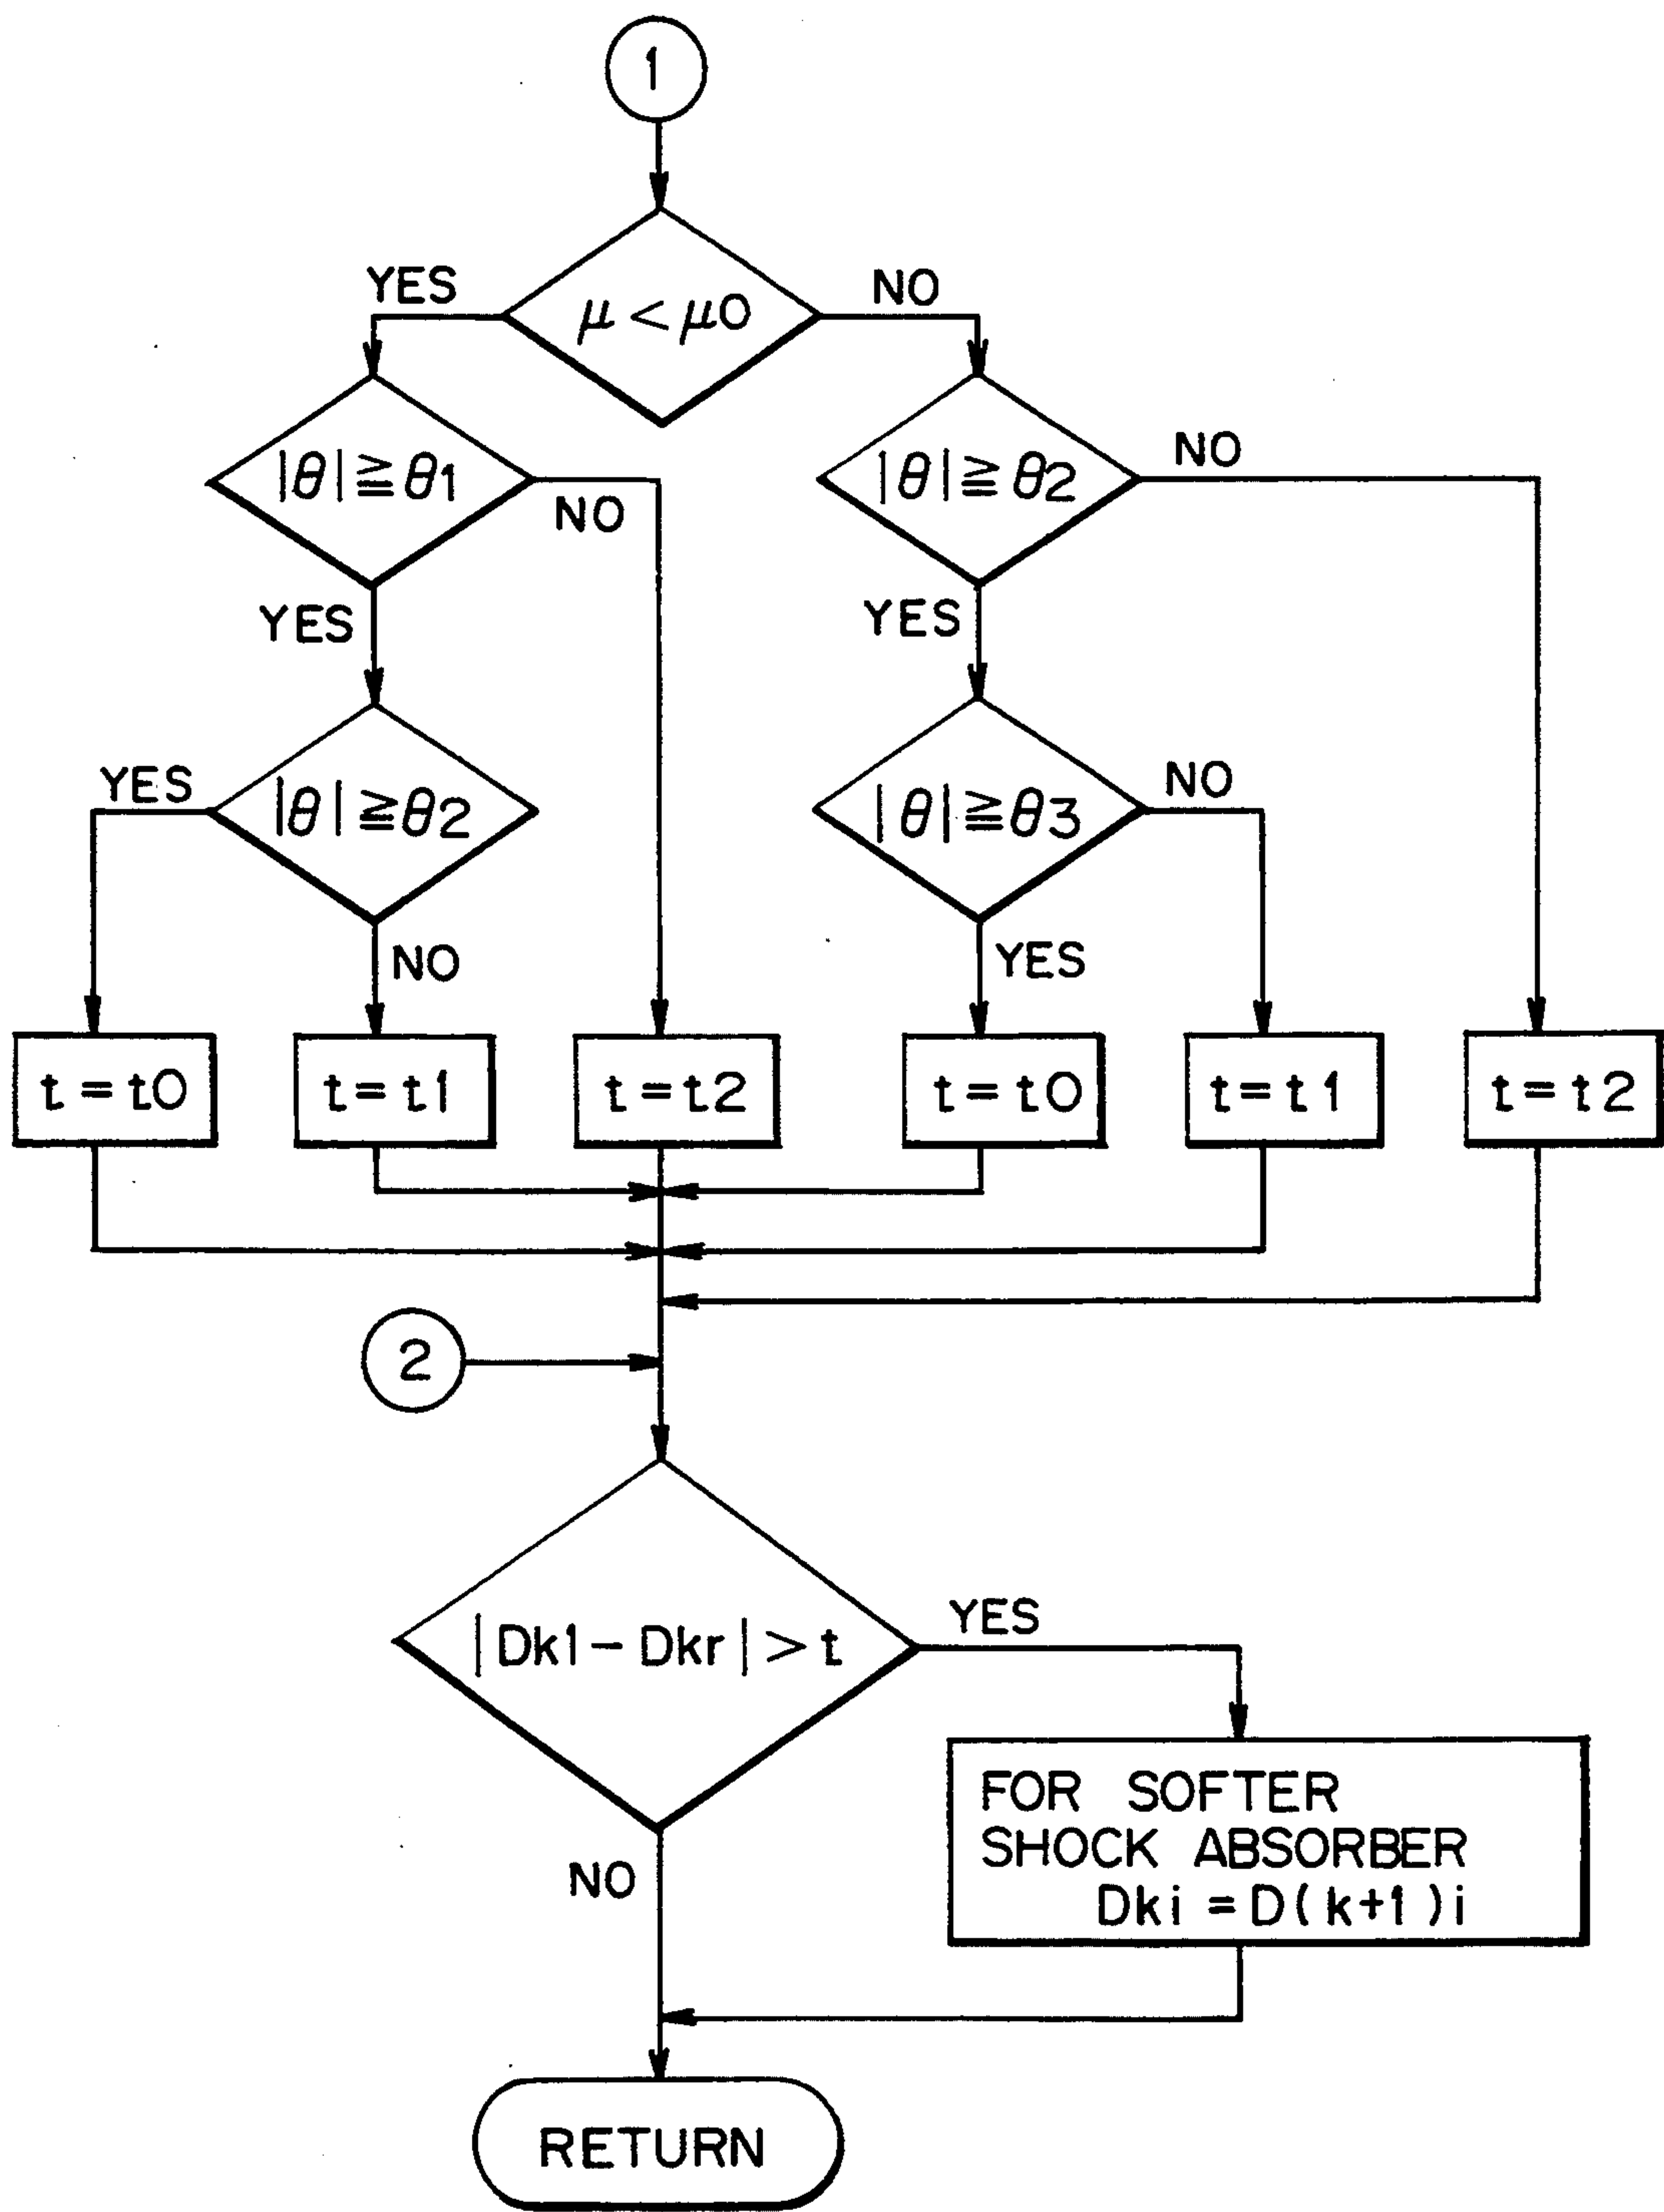 1
μ < μ0
YES
NO
|θ| ≧ θ1
NO
|θ| ≧ θ2
NO
YES
YES
|θ| ≧ θ2
YES
|θ| ≧ θ3
NO
NO
YES
t = t0
t = t1
t = t2
t = t0
t = t1
t = t2
2
|Dk1 - Dkr| > t
YES
NO
FOR SOFTER
SHOCK ABSORBER
Dki = D(k+1)i
RETURN